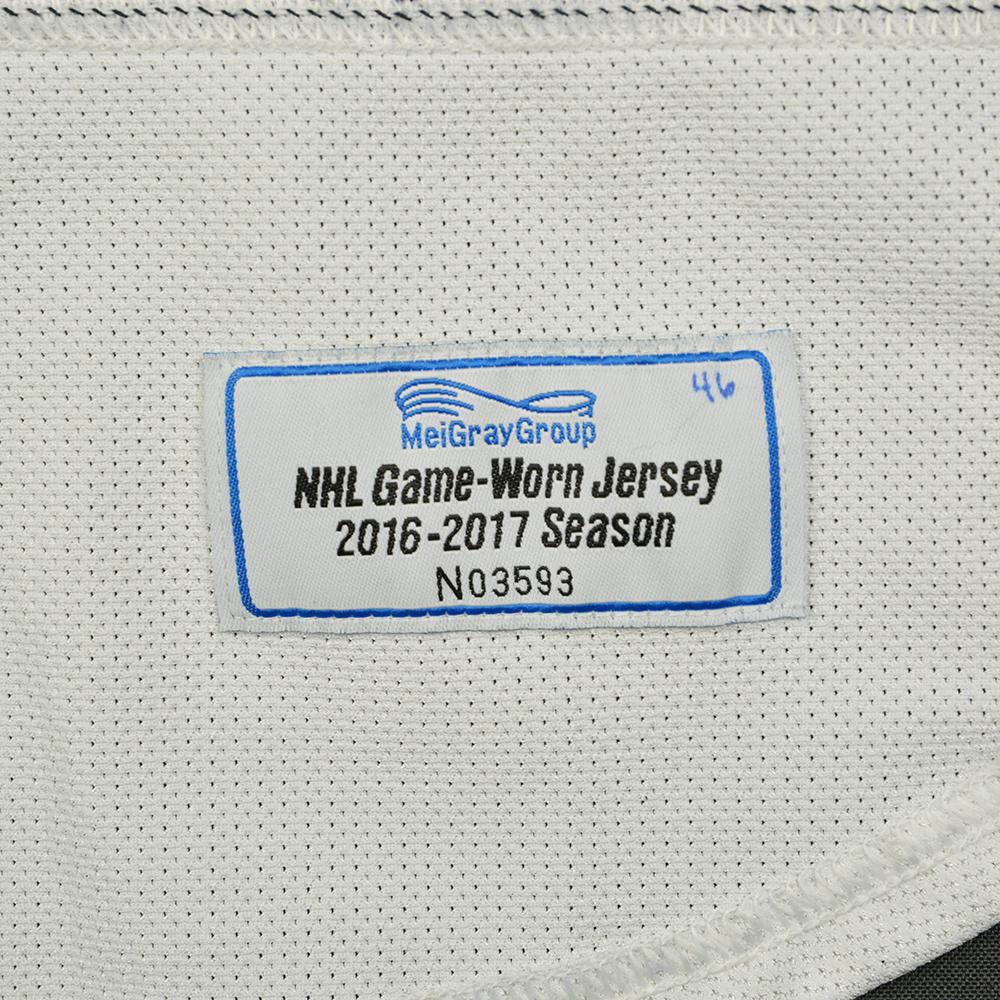 46
MeiGrayGroup
NHL Game-Worn Jersey
2016-2017 Season
N03593